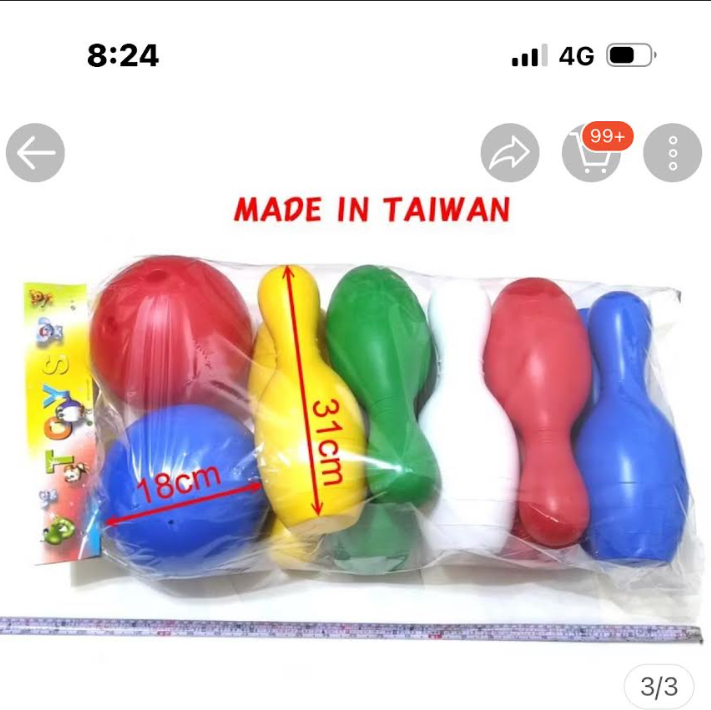 8:24
4G
99+
MADE IN TAIWAN
TOYS
31cm
18cm
3/3